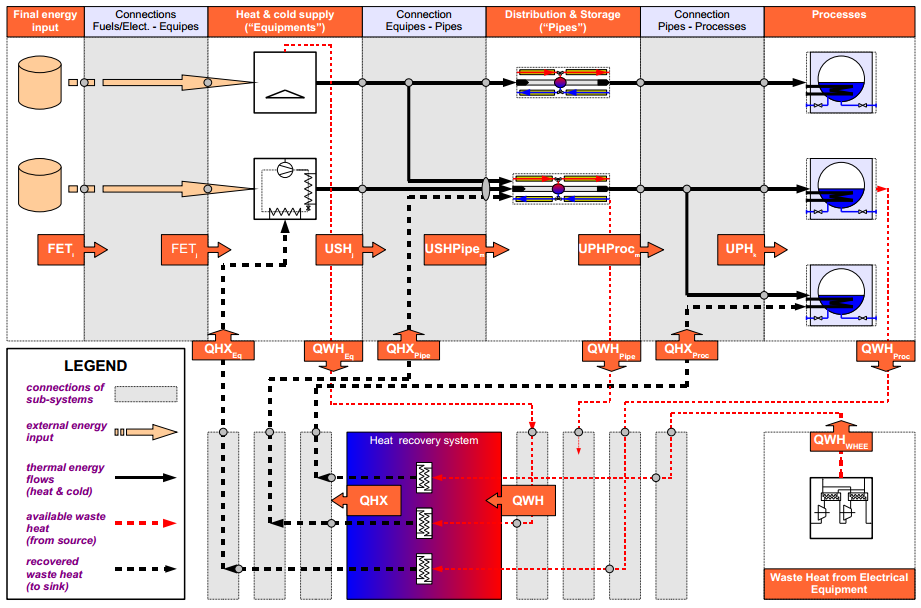 Final energy
input
Connections
Fuels/Elect. - Equipes
Heat & cold supply
("Equipments")
Connection
Equipes - Pipes
Distribution & Storage
("Pipes")
Connection
Pipes - Processes
Processes
FETi
FETj
USHj
USHPipem
UPHProcm
UPHk
QHXEq
QWHEq
QHXPipe
QWHPipe
QHXProc
QWHProc
LEGEND
connections of
sub-systems
external energy
input
thermal energy
flows
(heat & cold)
available waste
heat
(from source)
recovered
waste heat
(to sink)
Heat recovery system
QHX
QWH
QWHWHEE
Waste Heat from Electrical
Equipment